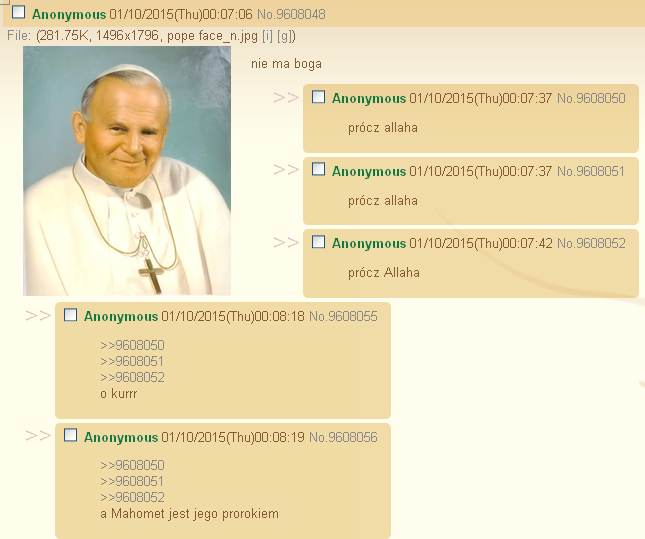 Anonymous 01/10/2015(Thu)00:07:06 No.9608048
File: (281.75K, 1496x1796, pope face_n.jpg [i] [g])
nie ma boga
>> Anonymous 01/10/2015(Thu)00:07:37 No.9608050
prócz allaha
>> Anonymous 01/10/2015(Thu)00:07:37 No.9608051
prócz allaha
>> Anonymous 01/10/2015(Thu)00:07:42 No.9608052
prócz Allaha
>> Anonymous 01/10/2015(Thu)00:08:18 No.9608055
>>9608050
>>9608051
>>9608052
o kurrr
>> Anonymous 01/10/2015(Thu)00:08:19 No.9608056
>>9608050
>>9608051
>>9608052
a Mahomet jest jego prorokiem